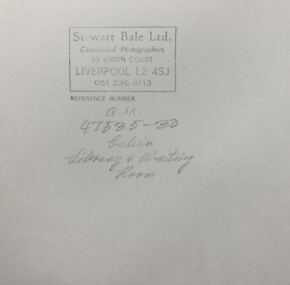 Stewart Bale Ltd.
Commercial Photographers
13 UNION COURT
LIVERPOOL L2 4SJ
051 236 8113
REFERENCE NUMBER
Q.M.
47535-30
Cabin
Library & Writing
Room